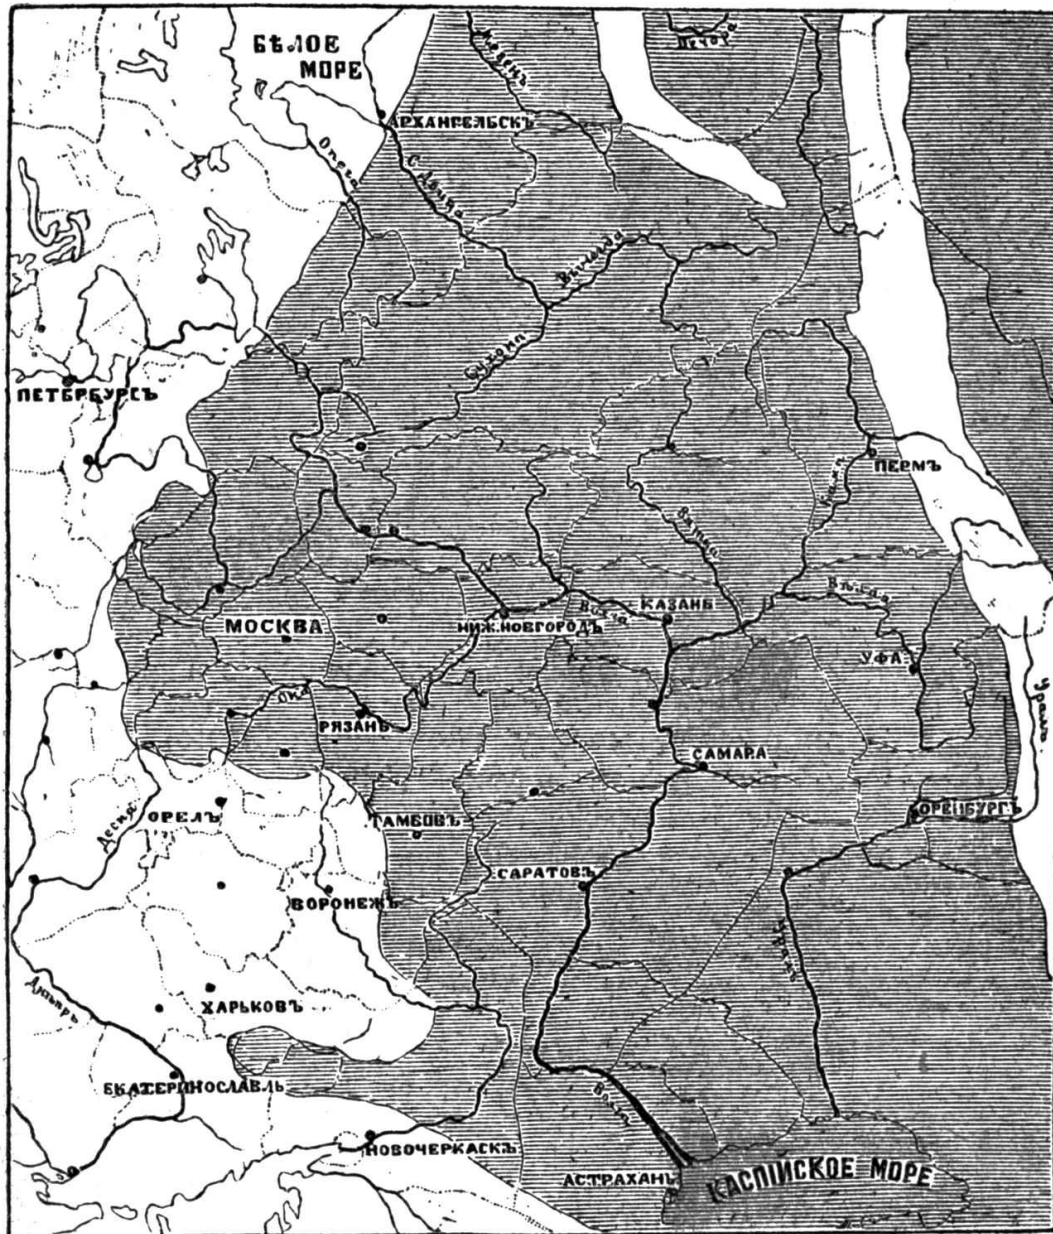 БѢЛОЕ
МОРЕ
Мезень
Печора
АРХАНГЕЛЬСКЪ
Онега
С Двина
Вычегда
Сухона
ПЕТЕРБУРГЪ
ПЕРМЪ
Кама
Вятка
МОСКВА
НИЖ.НОВГОРОДЪ
Волга
КАЗАНЬ
Бѣлая
УФА
Уралъ
Ока
РЯЗАНЬ
САМАРА
ОРЕЛЪ
Десна
ТАМБОВЪ
ОРЕНБУРГЪ
САРАТОВЪ
ВОРОНЕЖЪ
Уралъ
Днѣпръ
ХАРЬКОВЪ
ЕКАТЕРИНОСЛАВЛЬ
Волга
НОВОЧЕРКАСКЪ
АСТРАХАНЬ
КАСПІЙСКОЕ МОРЕ